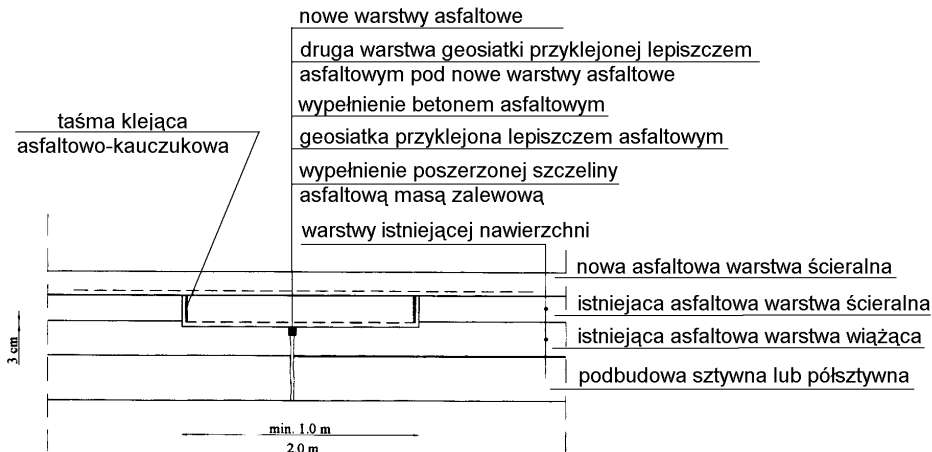 nowe warstwy asfaltowe
druga warstwa geosiatki przyklejonej lepiszczem
asfaltowym pod nowe warstwy asfaltowe
wypełnienie betonem asfaltowym
geosiatka przyklejona lepiszczem asfaltowym
wypełnienie poszerzonej szczeliny
asfaltową masą zalewową
warstwy istniejącej nawierzchni
taśma klejąca
asfaltowo-kauczukowa
nowa asfaltowa warstwa ścieralna
istniejaca asfaltowa warstwa ścieralna
istniejąca asfaltowa warstwa wiążąca
podbudowa sztywna lub półsztywna
3 cm
min. 1.0 m
2.0 m